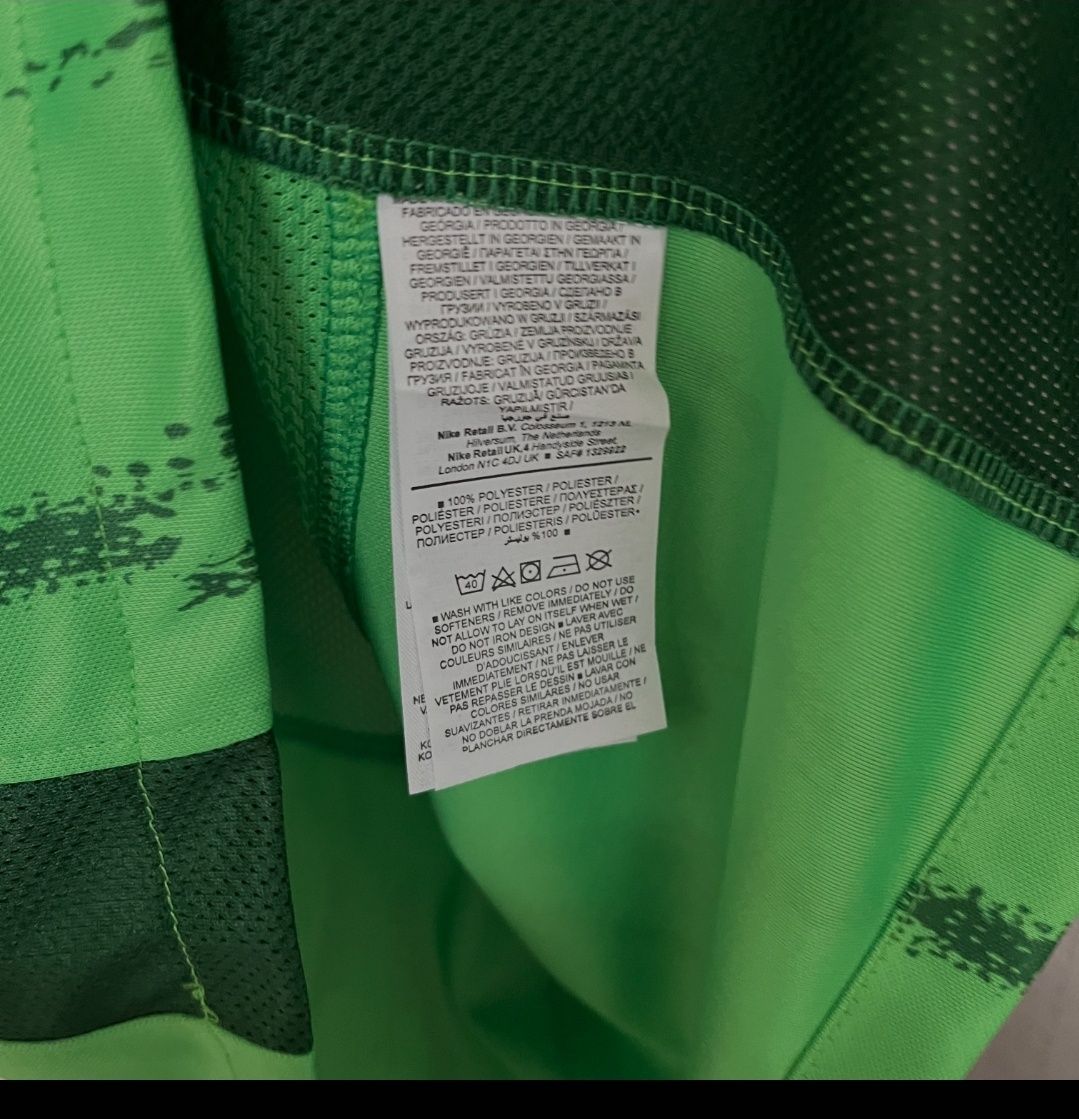 FABRICADO EN
GEORGIA / PRODOTTO IN GEORGIA /
HERGESTELLT IN GEORGIEN / GEMAAKT IN
GEORGIË / ΠΑΡΑΓΕΤΑΙ ΣΤΗΝ ΓΕΩΡΓΙΑ /
FREMSTILLET I GEORGIEN / TILLVERKAT I
GEORGIEN / VALMISTETTU GEORGIASSA /
PRODUSERT I GEORGIA / СДЕЛАНО В
ГРУЗИИ / VYROBENO V GRUZII /
WYPRODUKOWANO W GRUZJI / SZÁRMAZÁSI
ORSZÁG: GRÚZIA / ZEMLJA PROIZVODNJE:
GRUZIJA / VYROBENÉ V GRUZÍNSKU / DRŽAVA
PROIZVODNJE: GRUZIJA / ПРОИЗВЕДЕНО В
ГРУЗИЯ / FABRICAT ÎN GEORGIA / PAGAMINTA
GRUZIJOJE / VALMISTATUD GRUUSIAS /
RAŽOTS: GRUZIJĀ/ GÜRCİSTAN'DA
YAPILMIŞTIR /
صنع في جورجيا
Nike Retail B.V. Colosseum 1, 1213 NL
Hilversum, The Netherlands
Nike Retail UK,4 Handyside Street,
London N1C 4DJ UK ■ SAF# 1329922
■ 100% POLYESTER / POLIESTER /
POLIÉSTER / POLIESTERE / ΠΟΛΥΕΣΤΕΡΑΣ /
POLYESTERI / ПОЛИЭСТЕР / POLIÉSZTER /
ПОЛИЕСТЕР / POLIESTERIS / POLÜESTER•
%100 بوليستر ■
40
■ WASH WITH LIKE COLORS / DO NOT USE
SOFTENERS / REMOVE IMMEDIATELY / DO
NOT ALLOW TO LAY ON ITSELF WHEN WET /
DO NOT IRON DESIGN ■ LAVER AVEC
COULEURS SIMILAIRES / NE PAS UTILISER
D'ADOUCISSANT / ENLEVER
IMMEDIATEMENT / NE PAS LAISSER LE
VETEMENT PLIE LORSQU'IL EST MOUILLE / NE
PAS REPASSER LE DESSIN ■ LAVAR CON
COLORES SIMILARES / NO USAR
SUAVIZANTES / RETIRAR INMEDIATAMENTE /
NO DOBLAR LA PRENDA MOJADA / NO
PLANCHAR DIRECTAMENTE SOBRE EL